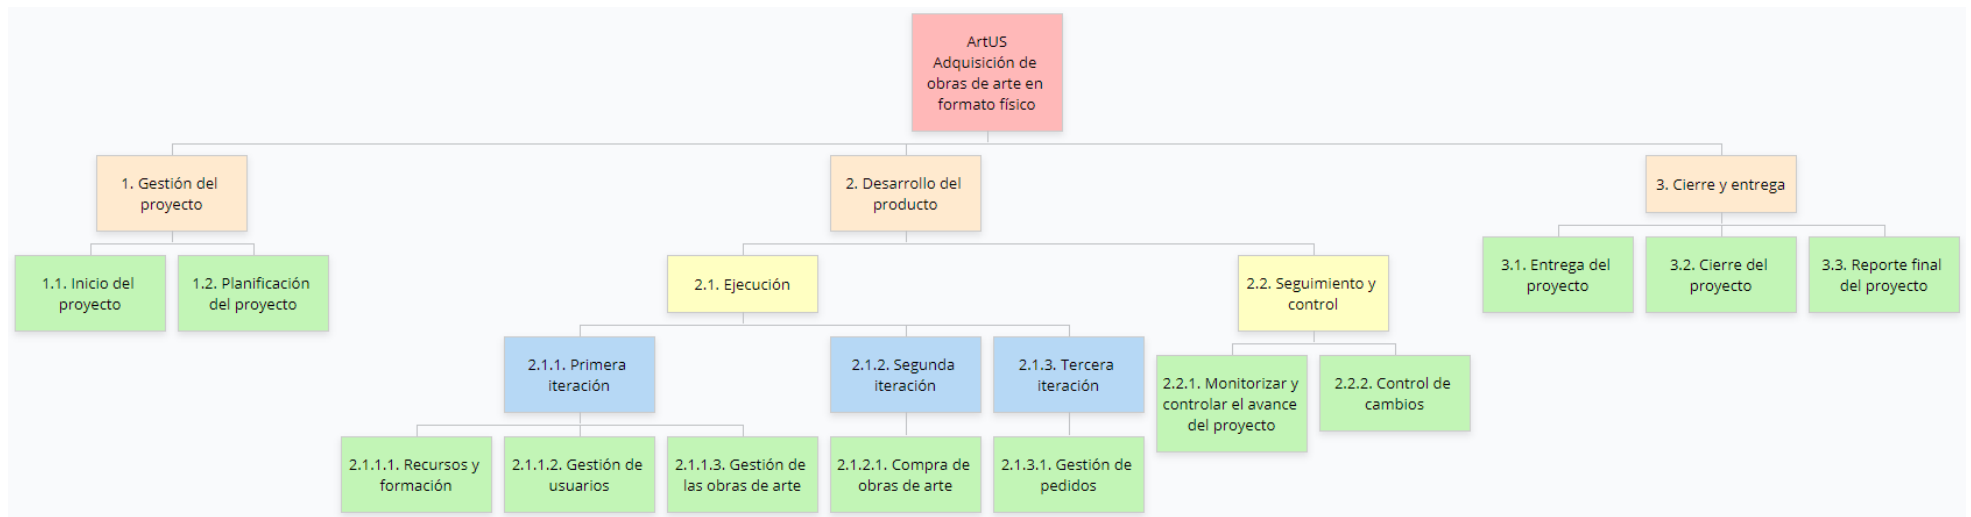 ArtUS
Adquisición de
obras de arte en
formato físico
1. Gestión del
proyecto
2. Desarrollo del
producto
3. Cierre y entrega
1.1. Inicio del
proyecto
1.2. Planificación
del proyecto
2.1. Ejecución
2.2. Seguimiento y
control
3.1. Entrega del
proyecto
3.2. Cierre del
proyecto
3.3. Reporte final
del proyecto
2.1.1. Primera
iteración
2.1.2. Segunda
iteración
2.1.3. Tercera
iteración
2.2.1. Monitorizar y
controlar el avance
del proyecto
2.2.2. Control de
cambios
2.1.1.1. Recursos y
formación
2.1.1.2. Gestión de
usuarios
2.1.1.3. Gestión de
las obras de arte
2.1.2.1. Compra de
obras de arte
2.1.3.1. Gestión de
pedidos